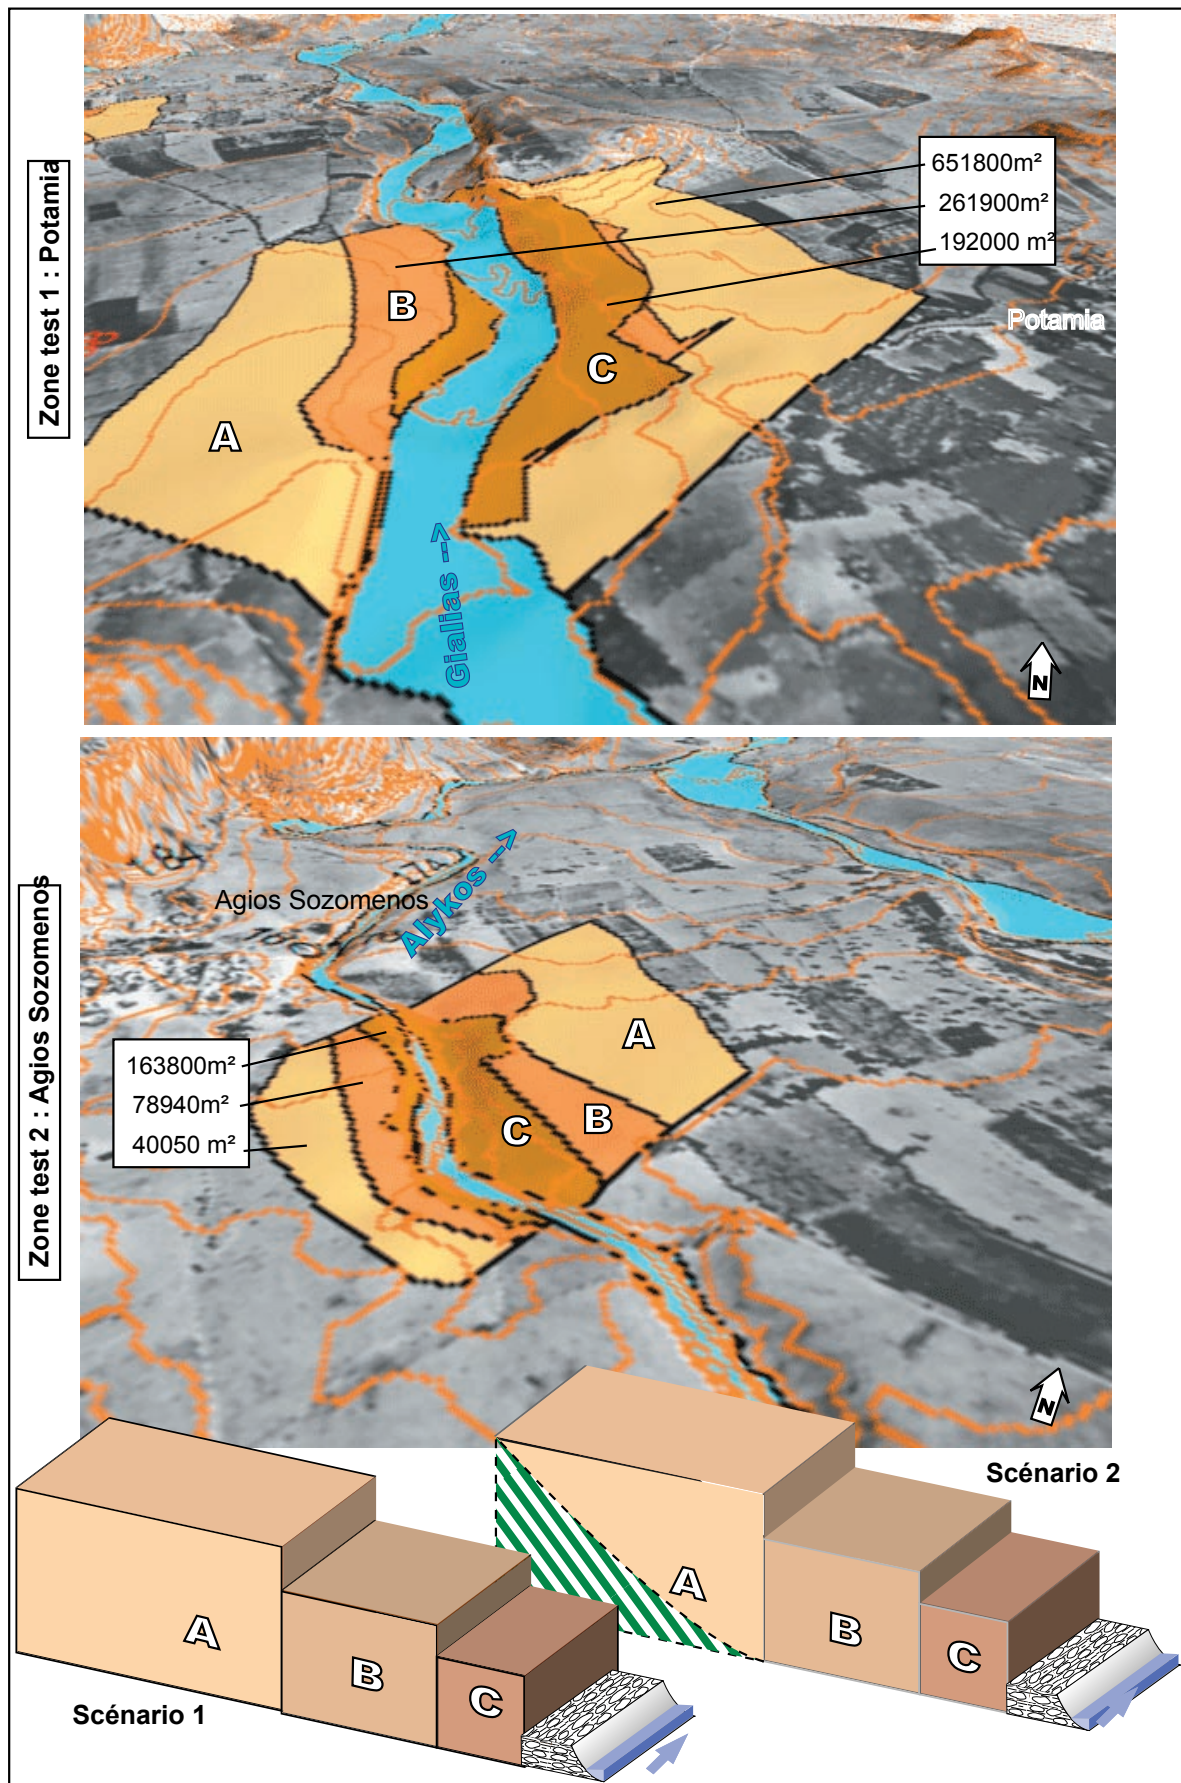 Zone test 1 : Potamia
651800m²
261900m²
192000 m²
Potamia
A
B
C
Gialias -->
N
Zone test 2 : Agios Sozomenos
Agios Sozomenos
Alykos -->
163800m²
78940m²
40050 m²
A
B
C
N
Scénario 2
A
B
C
A
B
C
Scénario 1